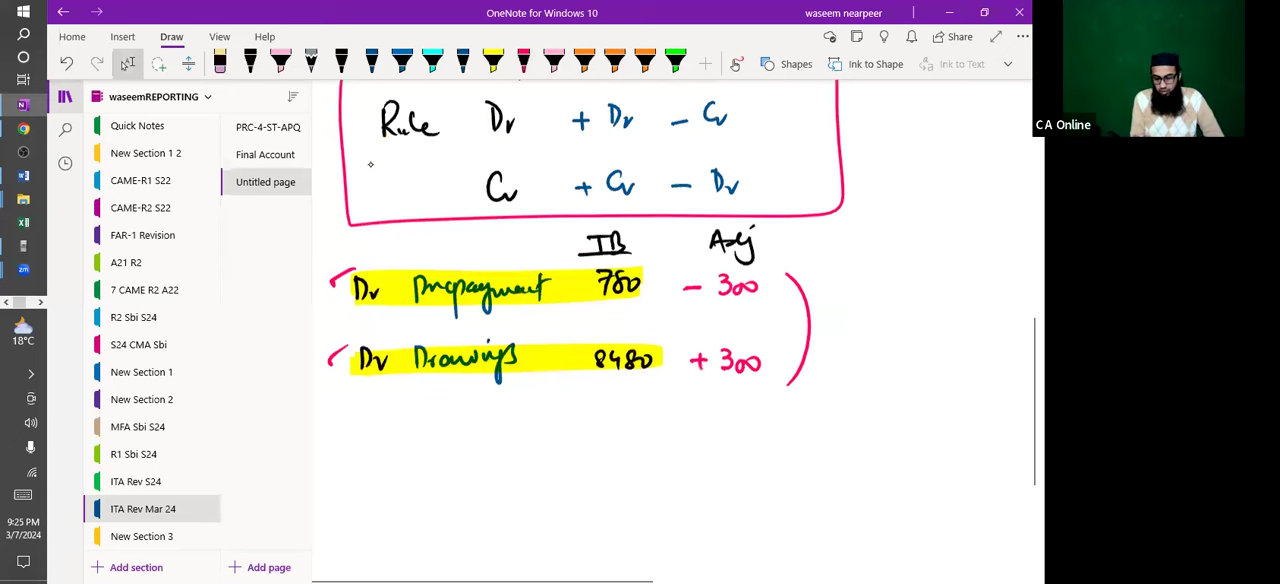 OneNote for Windows 10
waseem nearpeer
Home Insert Draw View Help
Share
Shapes
Ink to Shape
Ink to Text
waseemREPORTING
Quick Notes
New Section 1 2
CAME-R1 S22
CAME-R2 S22
FAR-1 Revision
A21 R2
7 CAME R2 A22
R2 Sbi S24
S24 CMA Sbi
New Section 1
New Section 2
MFA Sbi S24
R1 Sbi S24
ITA Rev S24
ITA Rev Mar 24
New Section 3
Add section
PRC-4-ST-APQ
Final Account
Untitled page
Add page
Rule Dr + Dr - Cr
Cr + Cr - Dr
TB Adj
Dr Prepayment 780 - 300
Dr Drawings 8480 + 300
C A Online
18°C
9:25 PM
3/7/2024